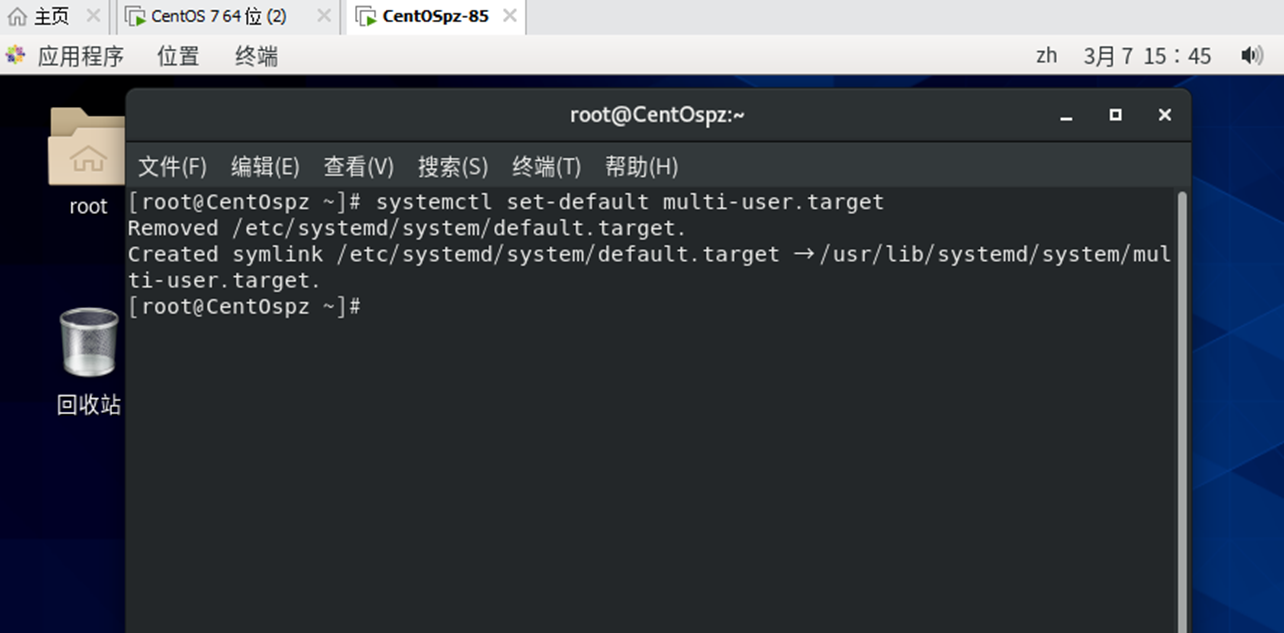 主页
CentOS 7 64 位 (2)
CentOSpz-85
应用程序 位置 终端
zh 3月 7 15：45
root@CentOspz:~
文件(F) 编辑(E) 查看(V) 搜索(S) 终端(T) 帮助(H)
root
[root@CentOspz ~]# systemctl set-default multi-user.target
Removed /etc/systemd/system/default.target.
Created symlink /etc/systemd/system/default.target →/usr/lib/systemd/system/mul
ti-user.target.
[root@CentOspz ~]#
回收站